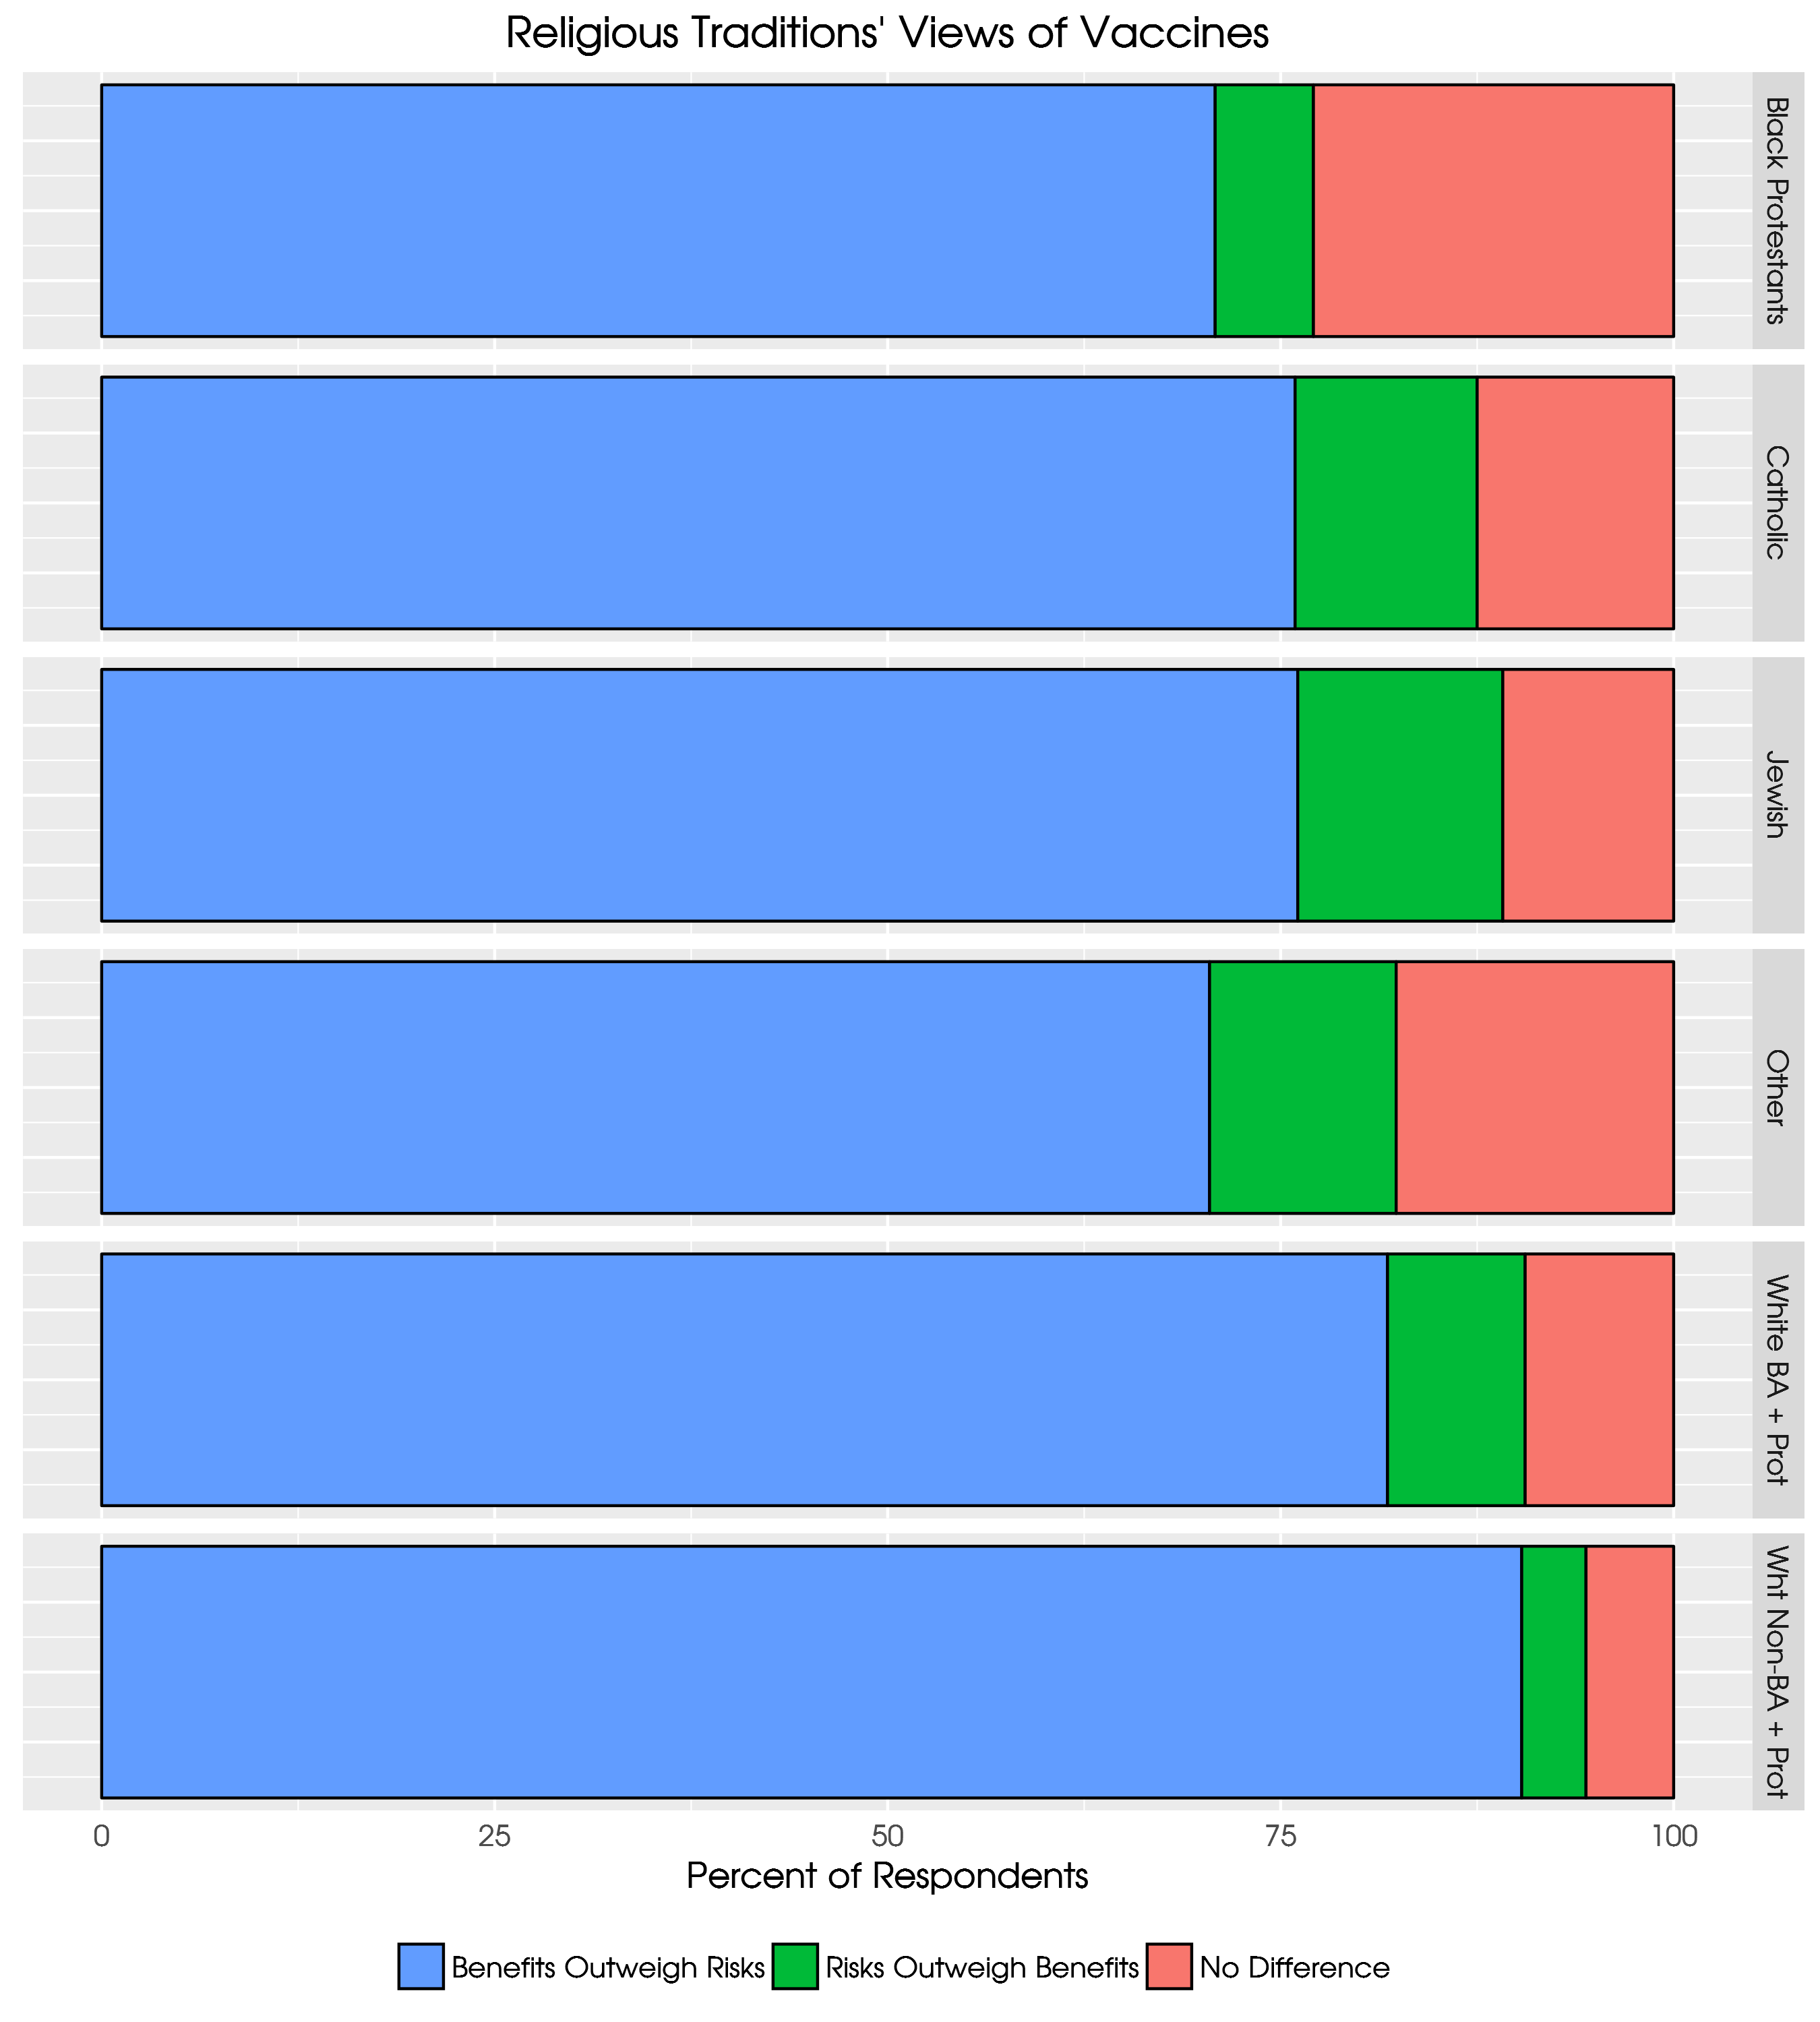 Religious Traditions' Views of Vaccines
Black Protestants
Catholic
Jewish
Other
White BA + Prot
Wht Non-BA + Prot
0 25 50 75 100
Percent of Respondents
Benefits Outweigh Risks Risks Outweigh Benefits No Difference